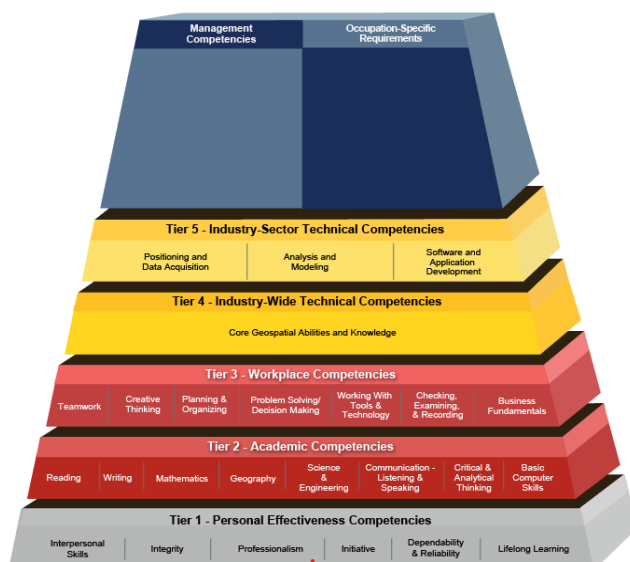 Management
Competencies
Occupation-Specific
Requirements
Tier 5 - Industry-Sector Technical Competencies
Positioning and
Data Acquisition
Analysis and
Modeling
Software and
Application
Development
Tier 4 - Industry-Wide Technical Competencies
Core Geospatial Abilities and Knowledge
Tier 3 - Workplace Competencies
Teamwork
Creative
Thinking
Planning &
Organizing
Problem Solving/
Decision Making
Working With
Tools &
Technology
Checking,
Examining,
& Recording
Business
Fundamentals
Tier 2 - Academic Competencies
Reading
Writing
Mathematics
Geography
Science
&
Engineering
Communication -
Listening &
Speaking
Critical &
Analytical
Thinking
Basic
Computer
Skills
Tier 1 - Personal Effectiveness Competencies
Interpersonal
Skills
Integrity
Professionalism
Initiative
Dependability
& Reliability
Lifelong Learning